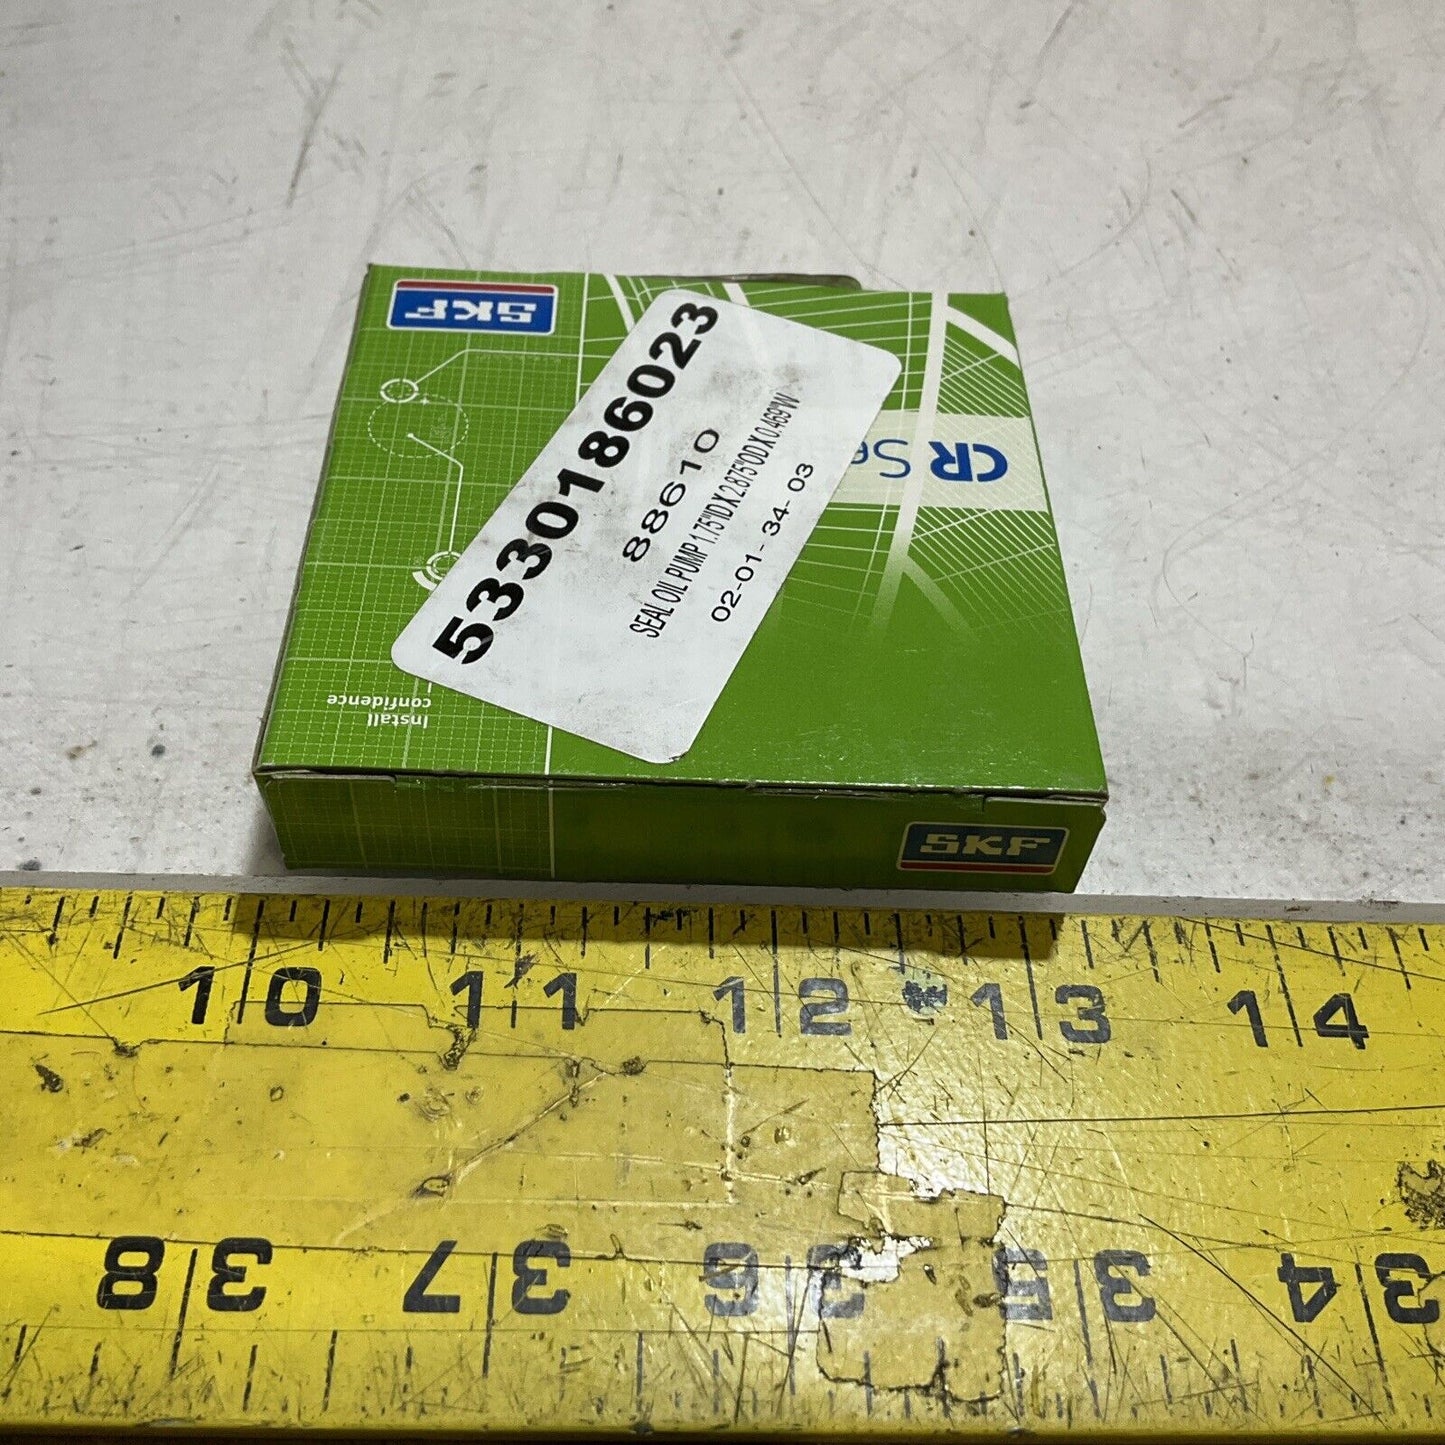 SKF
5330186023
88610
SEAL OIL PUMP 1.75"ID X 2.875"OD X 0.469"W
02-01-34-03
CR Se
Install
confidence
SKF
10 11 12 13 14
38 37 36 35 34